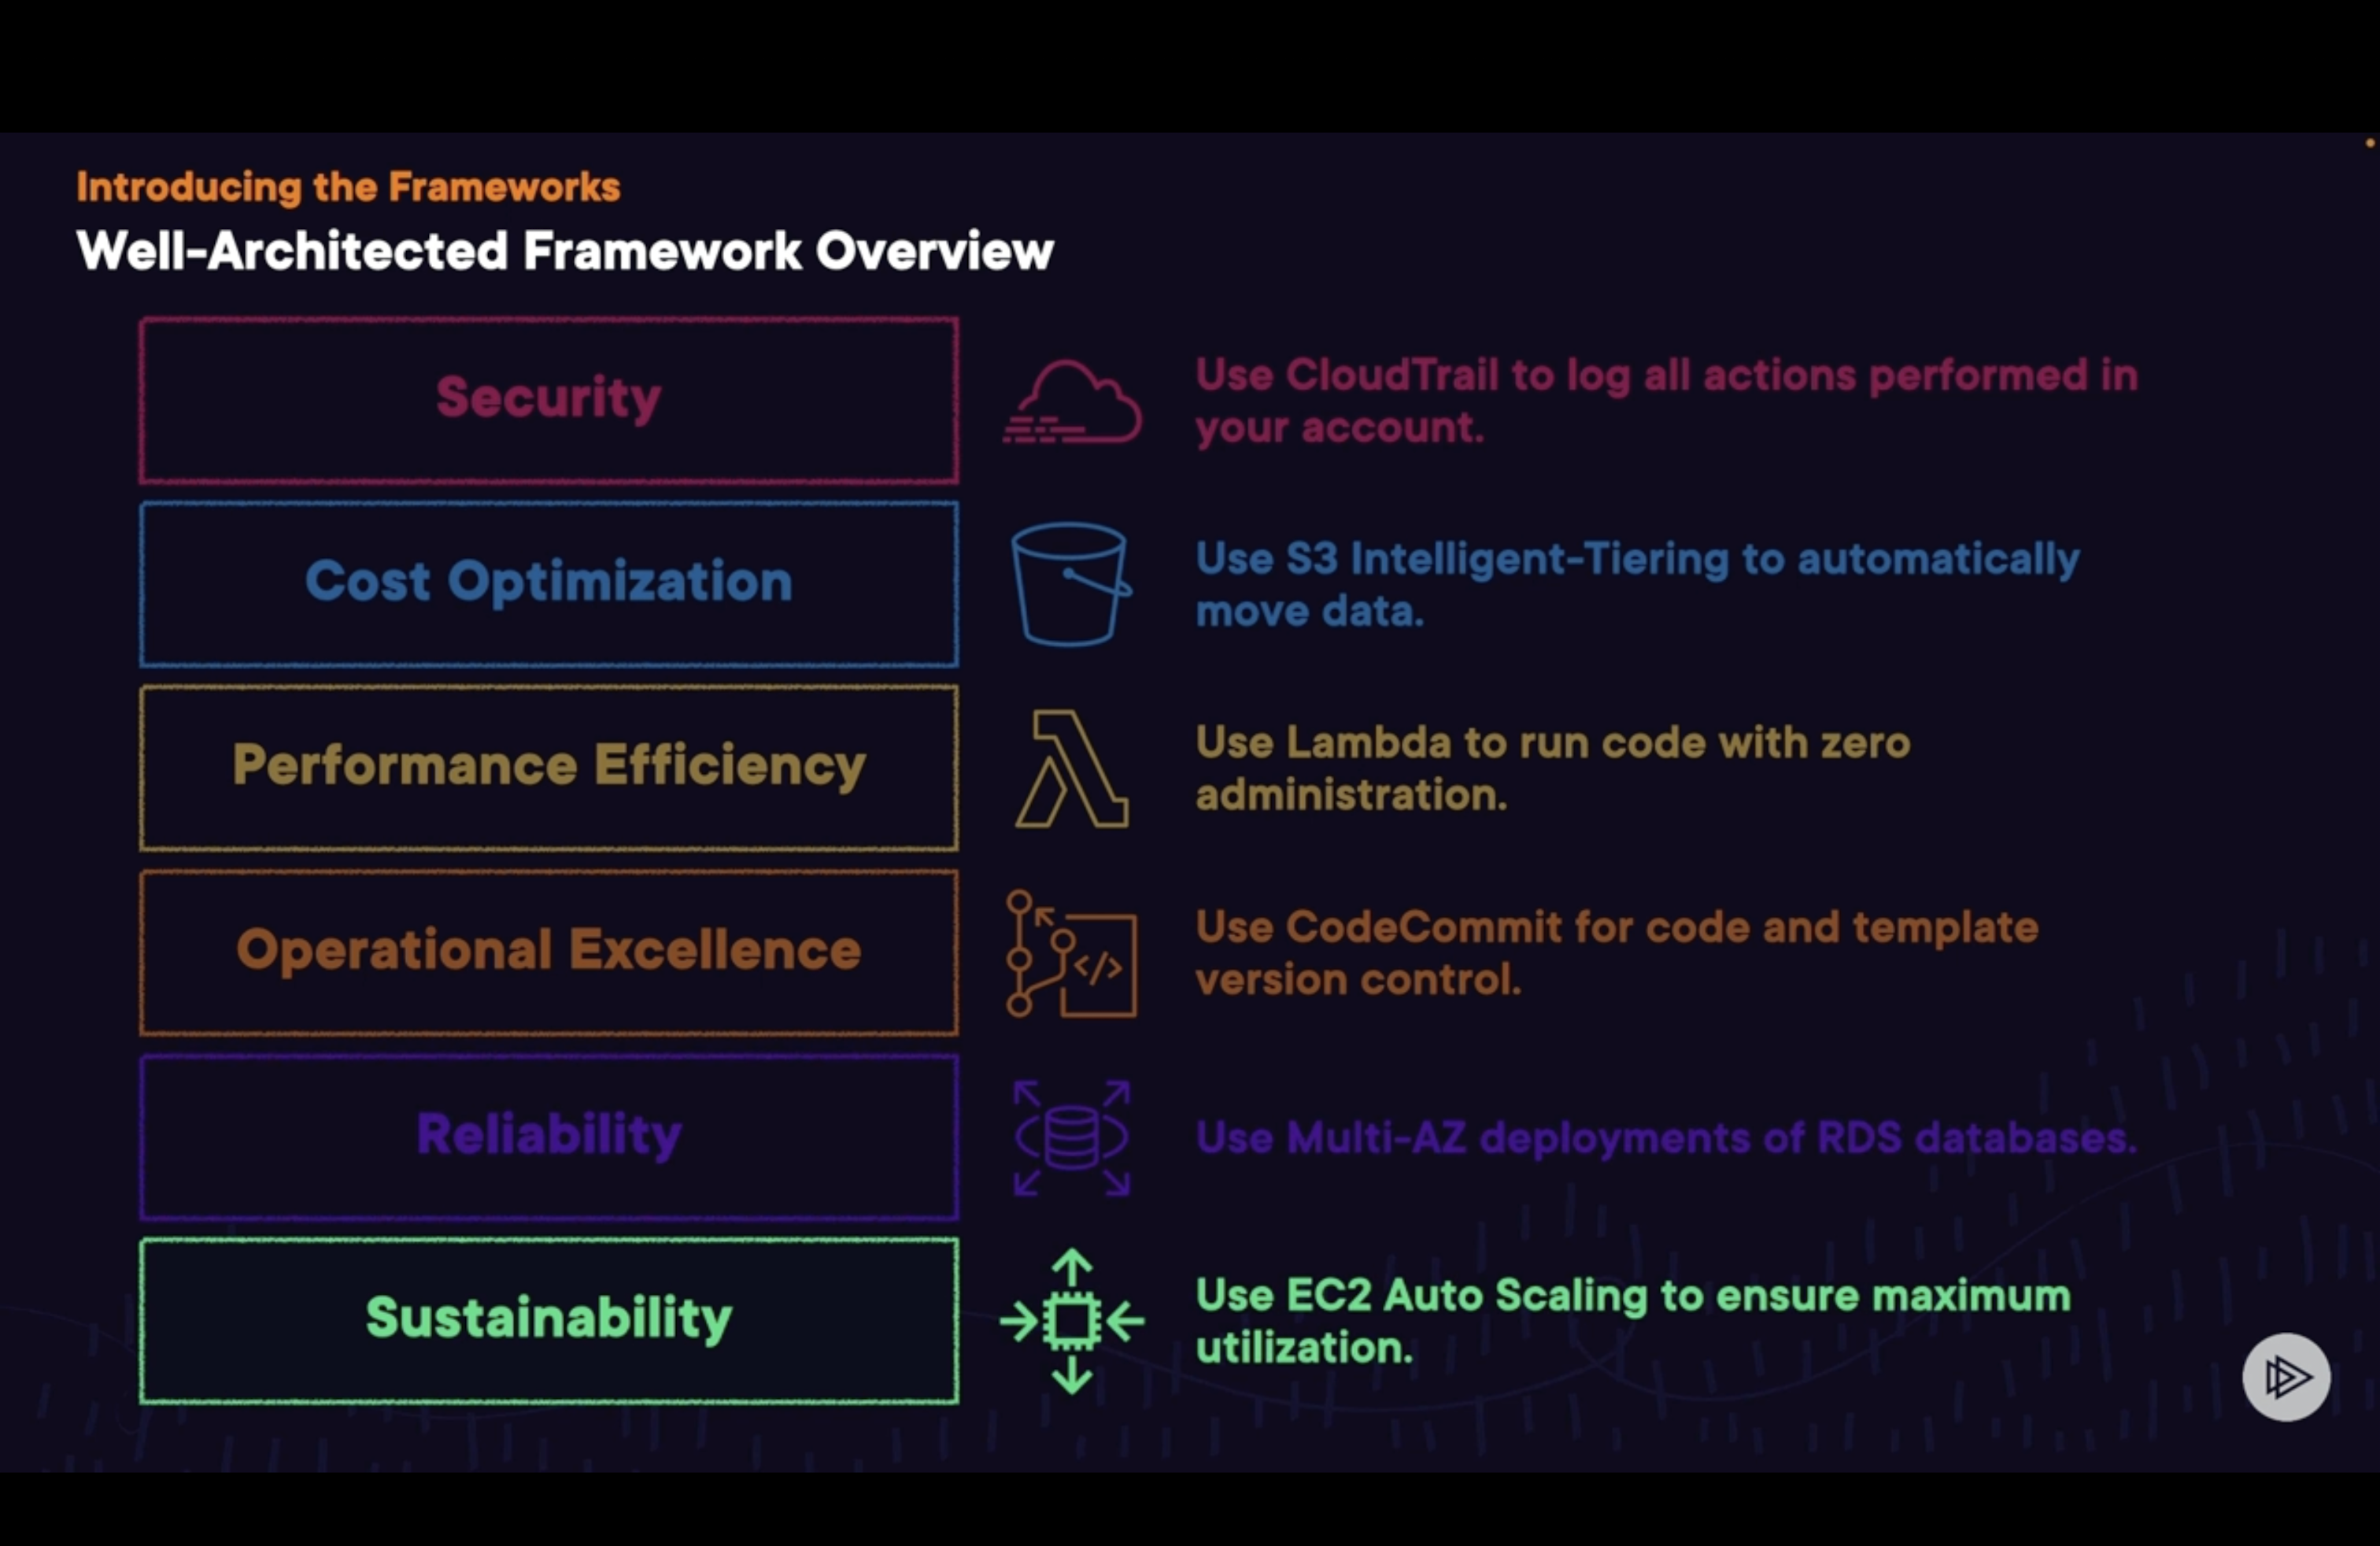 Introducing the Frameworks
Well-Architected Framework Overview
Security
Use CloudTrail to log all actions performed in
your account.
Cost Optimization
Use S3 Intelligent-Tiering to automatically
move data.
Performance Efficiency
Use Lambda to run code with zero
administration.
Operational Excellence
</>
Use CodeCommit for code and template
version control.
Reliability
Use Multi-AZ deployments of RDS databases.
Sustainability
Use EC2 Auto Scaling to ensure maximum
utilization.